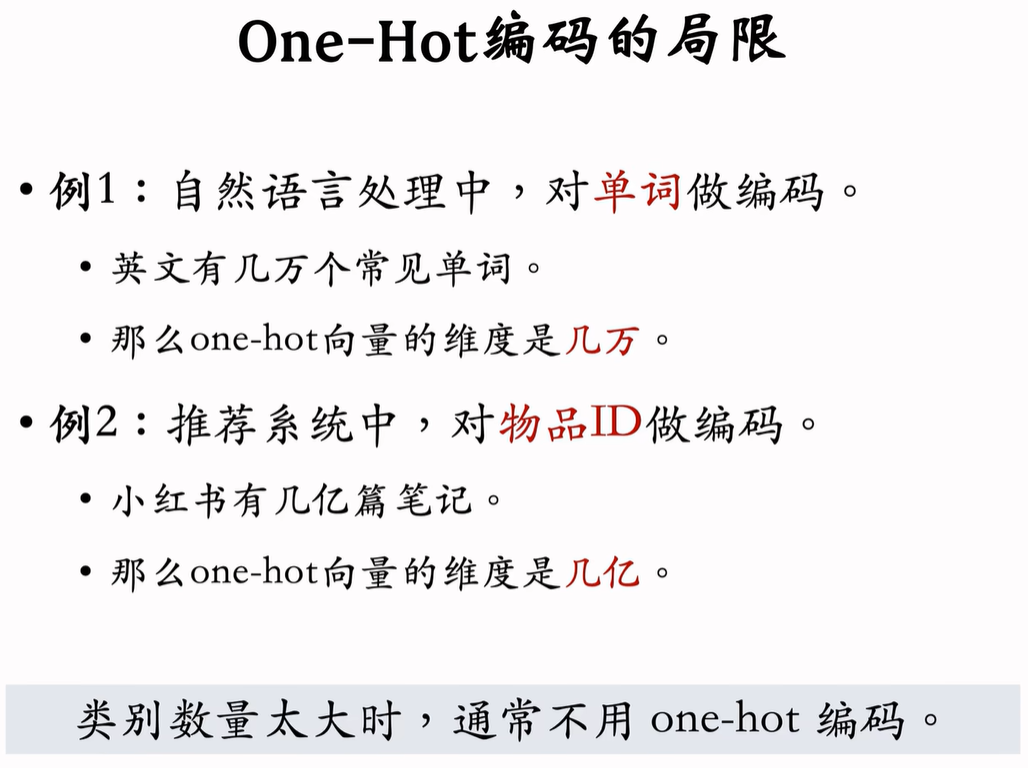 One-Hot编码的局限
• 例1：自然语言处理中，对单词做编码。
• 英文有几万个常见单词。
• 那么one-hot向量的维度是几万。
• 例2：推荐系统中，对物品ID做编码。
• 小红书有几亿篇笔记。
• 那么one-hot向量的维度是几亿。
类别数量太大时，通常不用 one-hot 编码。